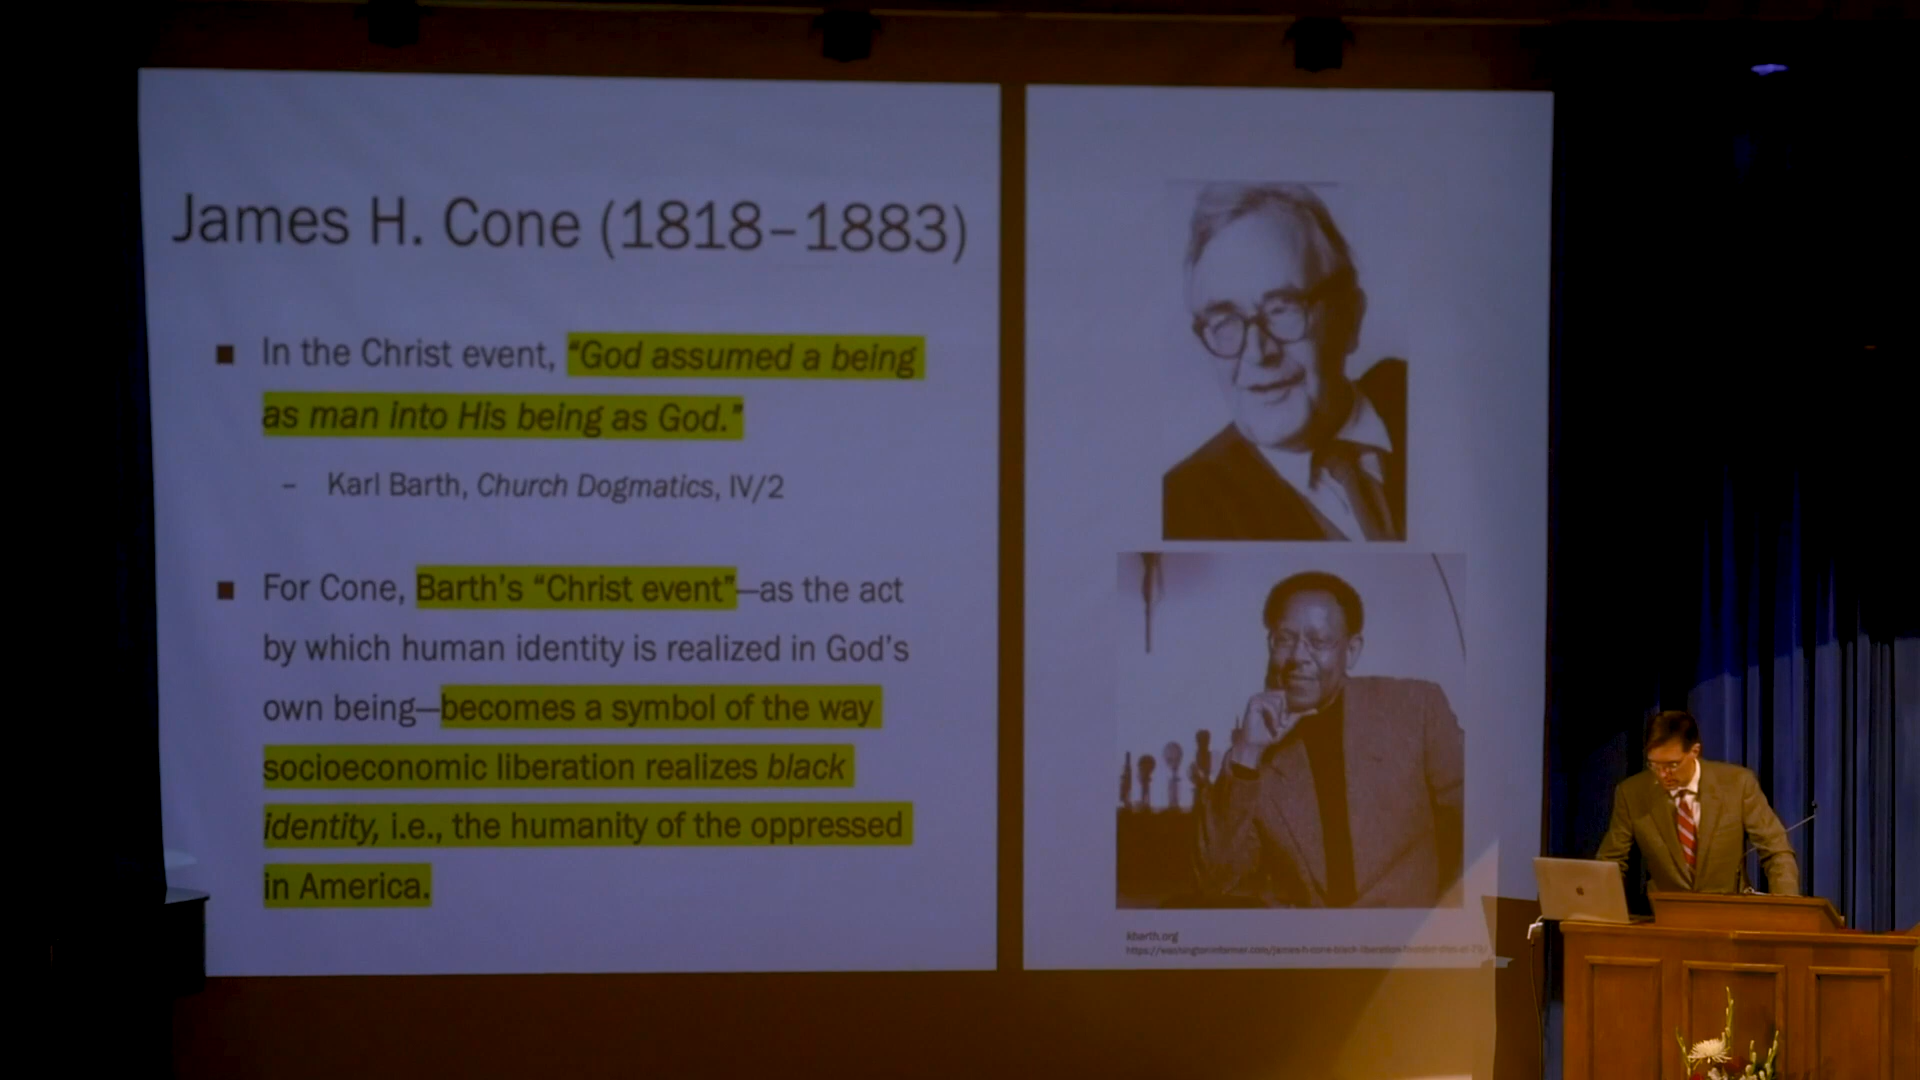 James H. Cone (1818–1883)
■ In the Christ event, “God assumed a being
as man into His being as God.”
– Karl Barth, Church Dogmatics, IV/2
■ For Cone, Barth’s “Christ event”—as the act
by which human identity is realized in God’s
own being—becomes a symbol of the way
socioeconomic liberation realizes black
identity, i.e., the humanity of the oppressed
in America.
kbarth.org